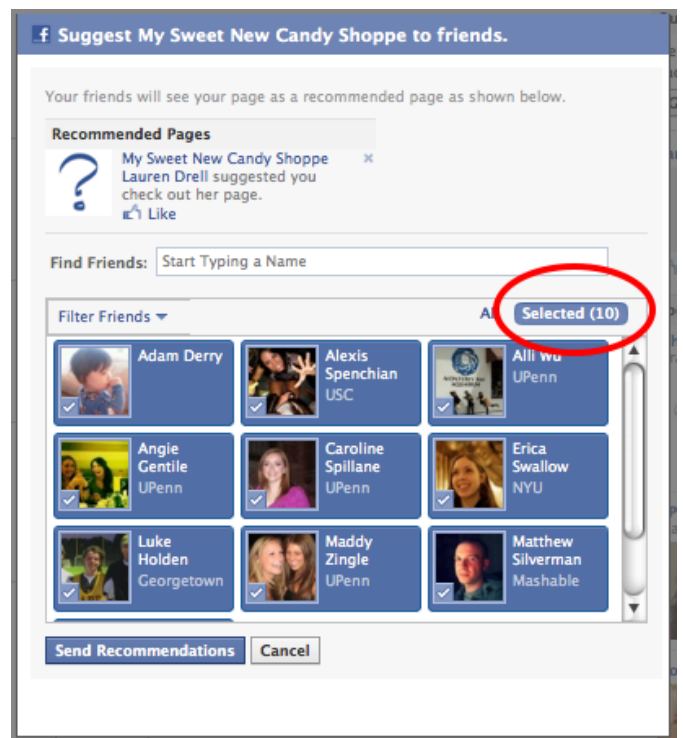 f Suggest My Sweet New Candy Shoppe to friends.
Your friends will see your page as a recommended page as shown below.
Recommended Pages
My Sweet New Candy Shoppe ×
Lauren Drell suggested you
check out her page.
Like
Find Friends: Start Typing a Name
Filter Friends Selected (10)
Adam Derry
Alexis
Spenchian
USC
Alli Wu
UPenn
Angie
Gentile
UPenn
Caroline
Spillane
UPenn
Erica
Swallow
NYU
Luke
Holden
Georgetown
Maddy
Zingle
UPenn
Matthew
Silverman
Mashable
Send Recommendations Cancel